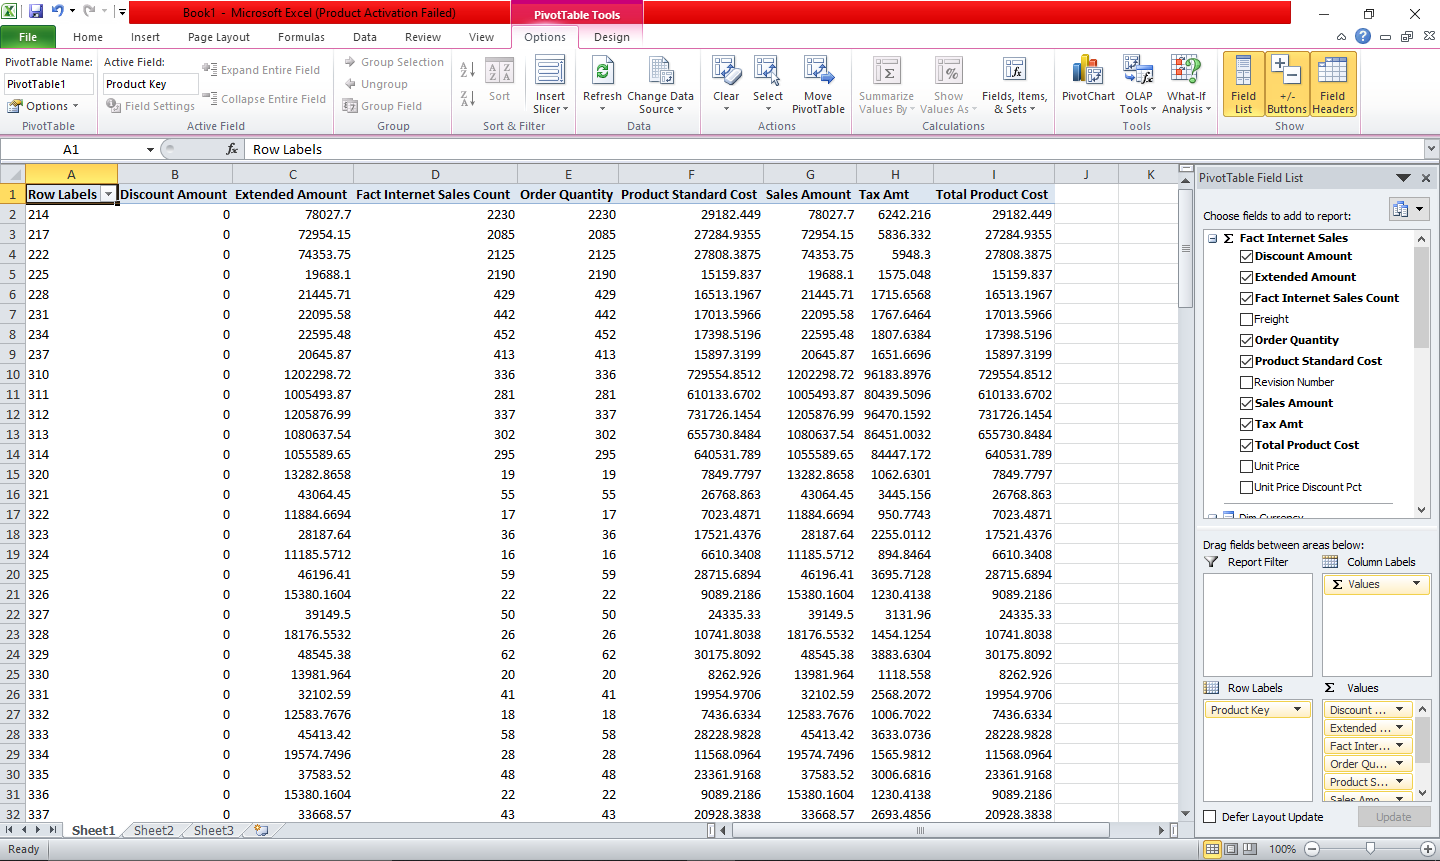 Book1 - Microsoft Excel (Product Activation Failed)
PivotTable Tools
File Home Insert Page Layout Formulas Data Review View Options Design
PivotTable Name: Active Field:
PivotTable1 Product Key
Options Field Settings
Expand Entire Field
Collapse Entire Field
Group Selection
Ungroup
Group Field
Sort
Insert Slicer
Refresh
Change Data Source
Clear
Select
Move PivotTable
Summarize Values By
Show Values As
Fields, Items, & Sets
PivotChart
OLAP Tools
What-If Analysis
Field List
+/- Buttons
Field Headers
PivotTable Active Field Group Sort & Filter Data Actions Calculations Tools Show
A1 fx Row Labels
A B C D E F G H I J K
1 Row Labels Discount Amount Extended Amount Fact Internet Sales Count Order Quantity Product Standard Cost Sales Amount Tax Amt Total Product Cost
2 214 0 78027.7 2230 2230 29182.449 78027.7 6242.216 29182.449
3 217 0 72954.15 2085 2085 27284.9355 72954.15 5836.332 27284.9355
4 222 0 74353.75 2125 2125 27808.3875 74353.75 5948.3 27808.3875
5 225 0 19688.1 2190 2190 15159.837 19688.1 1575.048 15159.837
6 228 0 21445.71 429 429 16513.1967 21445.71 1715.6568 16513.1967
7 231 0 22095.58 442 442 17013.5966 22095.58 1767.6464 17013.5966
8 234 0 22595.48 452 452 17398.5196 22595.48 1807.6384 17398.5196
9 237 0 20645.87 413 413 15897.3199 20645.87 1651.6696 15897.3199
10 310 0 1202298.72 336 336 729554.8512 1202298.72 96183.8976 729554.8512
11 311 0 1005493.87 281 281 610133.6702 1005493.87 80439.5096 610133.6702
12 312 0 1205876.99 337 337 731726.1454 1205876.99 96470.1592 731726.1454
13 313 0 1080637.54 302 302 655730.8484 1080637.54 86451.0032 655730.8484
14 314 0 1055589.65 295 295 640531.789 1055589.65 84447.172 640531.789
15 320 0 13282.8658 19 19 7849.7797 13282.8658 1062.6301 7849.7797
16 321 0 43064.45 55 55 26768.863 43064.45 3445.156 26768.863
17 322 0 11884.6694 17 17 7023.4871 11884.6694 950.7743 7023.4871
18 323 0 28187.64 36 36 17521.4376 28187.64 2255.0112 17521.4376
19 324 0 11185.5712 16 16 6610.3408 11185.5712 894.8464 6610.3408
20 325 0 46196.41 59 59 28715.6894 46196.41 3695.7128 28715.6894
21 326 0 15380.1604 22 22 9089.2186 15380.1604 1230.4138 9089.2186
22 327 0 39149.5 50 50 24335.33 39149.5 3131.96 24335.33
23 328 0 18176.5532 26 26 10741.8038 18176.5532 1454.1254 10741.8038
24 329 0 48545.38 62 62 30175.8092 48545.38 3883.6304 30175.8092
25 330 0 13981.964 20 20 8262.926 13981.964 1118.558 8262.926
26 331 0 32102.59 41 41 19954.9706 32102.59 2568.2072 19954.9706
27 332 0 12583.7676 18 18 7436.6334 12583.7676 1006.7022 7436.6334
28 333 0 45413.42 58 58 28228.9828 45413.42 3633.0736 28228.9828
29 334 0 19574.7496 28 28 11568.0964 19574.7496 1565.9812 11568.0964
30 335 0 37583.52 48 48 23361.9168 37583.52 3006.6816 23361.9168
31 336 0 15380.1604 22 22 9089.2186 15380.1604 1230.4138 9089.2186
32 337 0 33668.57 43 43 20928.3838 33668.57 2693.4856 20928.3838
PivotTable Field List
Choose fields to add to report:
Σ Fact Internet Sales
Discount Amount
Extended Amount
Fact Internet Sales Count
Freight
Order Quantity
Product Standard Cost
Revision Number
Sales Amount
Tax Amt
Total Product Cost
Unit Price
Unit Price Discount Pct
Dim Currency
Drag fields between areas below:
Report Filter Column Labels
Σ Values
Row Labels Σ Values
Product Key
Discount ...
Extended ...
Fact Inter...
Order Qu...
Product S...
Sales Amo...
Defer Layout Update Update
Sheet1 Sheet2 Sheet3
Ready 100%